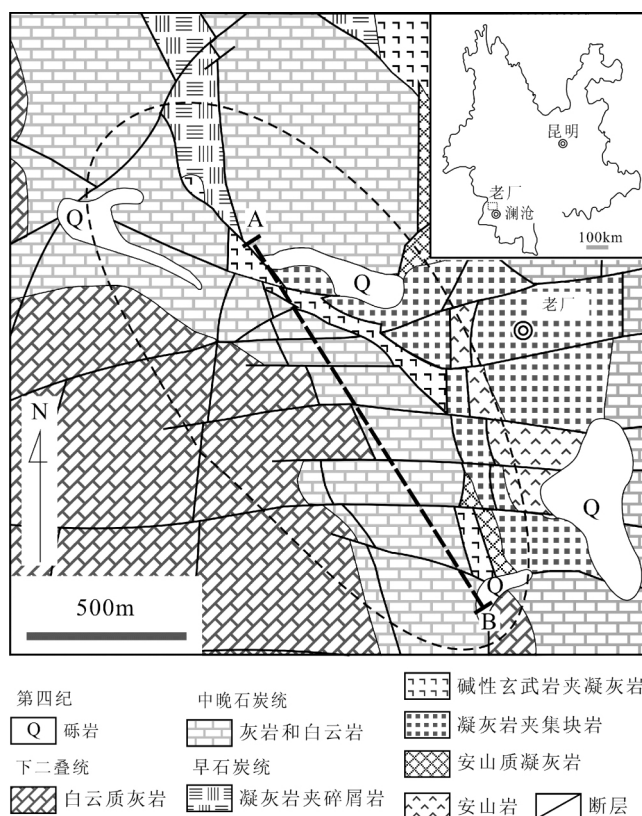 昆明
老厂
澜沧
100km
A
Q
Q
老厂
N
Q
Q
B
500m
第四纪
Q 砾岩
下二叠统
白云质灰岩
中晚石炭统
灰岩和白云岩
早石炭统
凝灰岩夹碎屑岩
碱性玄武岩夹凝灰岩
凝灰岩夹集块岩
安山质凝灰岩
安山岩
断层